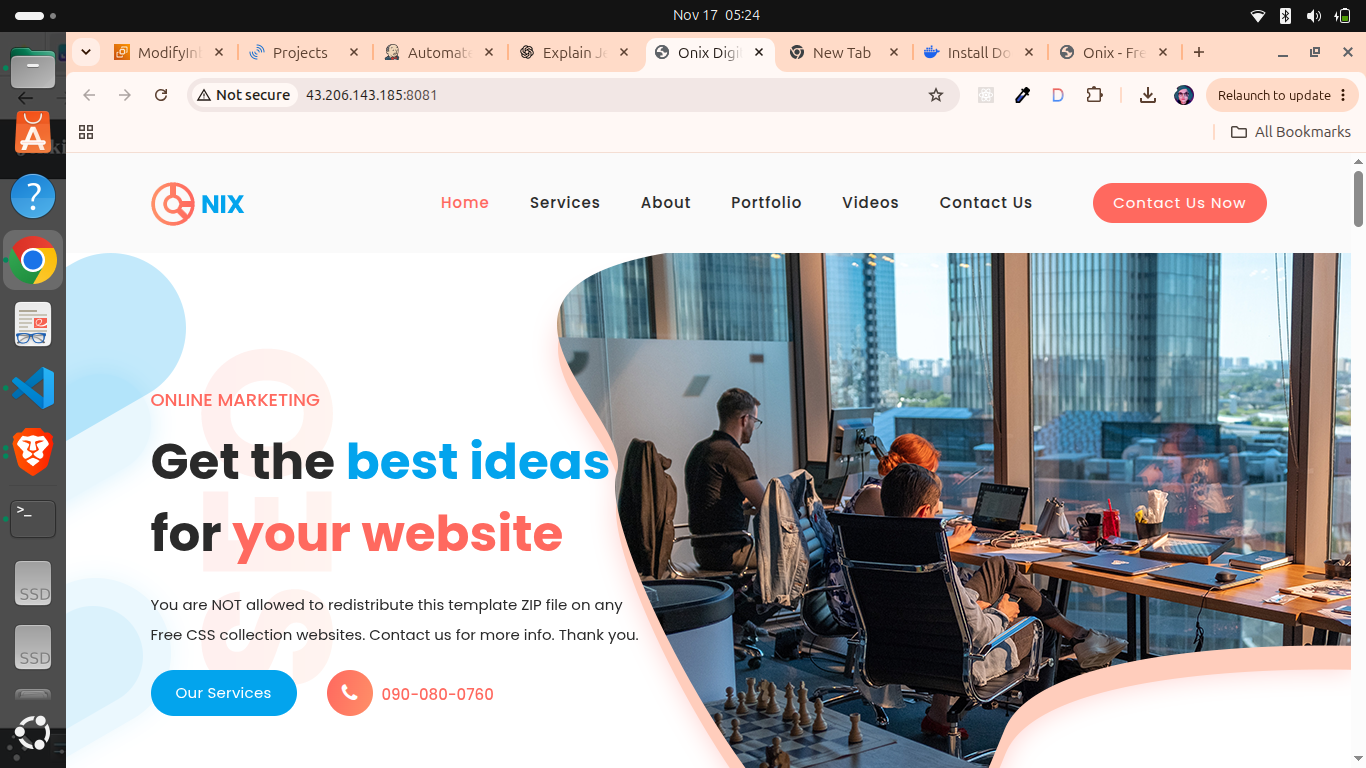 Nov 17 05:24
ModifyInt
Projects
Automate
Explain Je
Onix Digi
New Tab
Install Do
Onix - Fre
Not secure
43.206.143.185:8081
Relaunch to update
All Bookmarks
NIX
Home
Services
About
Portfolio
Videos
Contact Us
Contact Us Now
ONLINE MARKETING
Get the best ideas
for your website
You are NOT allowed to redistribute this template ZIP file on any
Free CSS collection websites. Contact us for more info. Thank you.
Our Services
090-080-0760
SEO
SSD
SSD